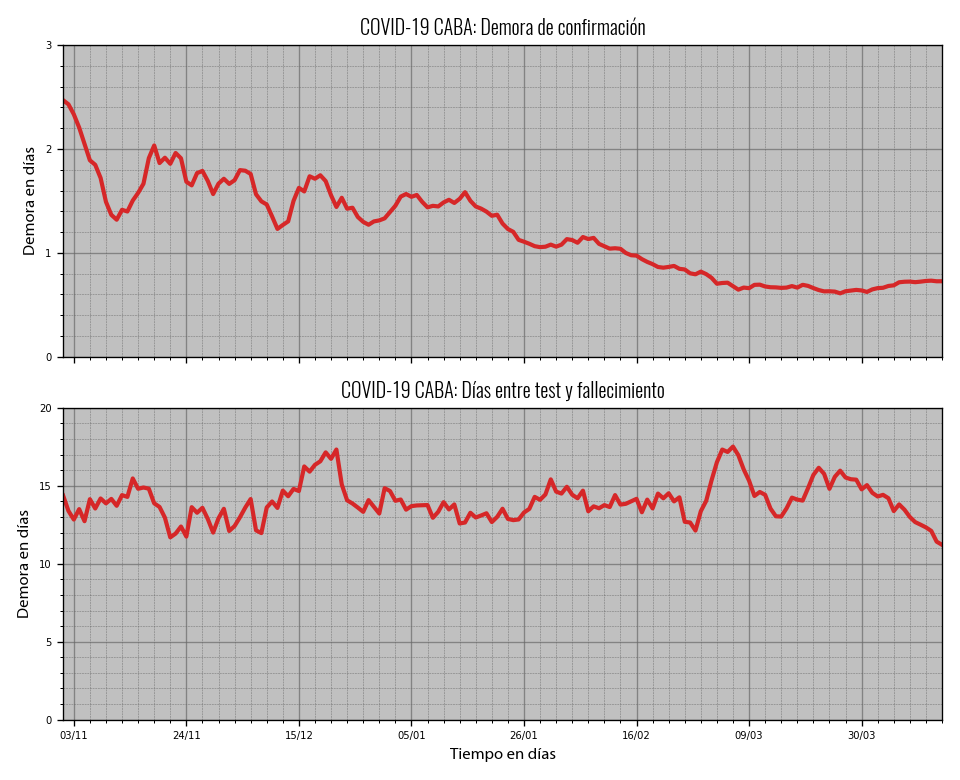 COVID-19 CABA: Demora de confirmación
3
2
1
0
Demora en días
COVID-19 CABA: Días entre test y fallecimiento
20
15
10
5
0
Demora en días
03/11 24/11 15/12 05/01 26/01 16/02 09/03 30/03
Tiempo en días